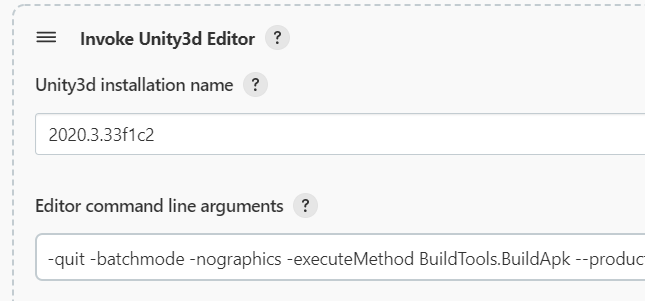 Invoke Unity3d Editor ?
Unity3d installation name ?
2020.3.33f1c2
Editor command line arguments ?
-quit -batchmode -nographics -executeMethod BuildTools.BuildApk --produc